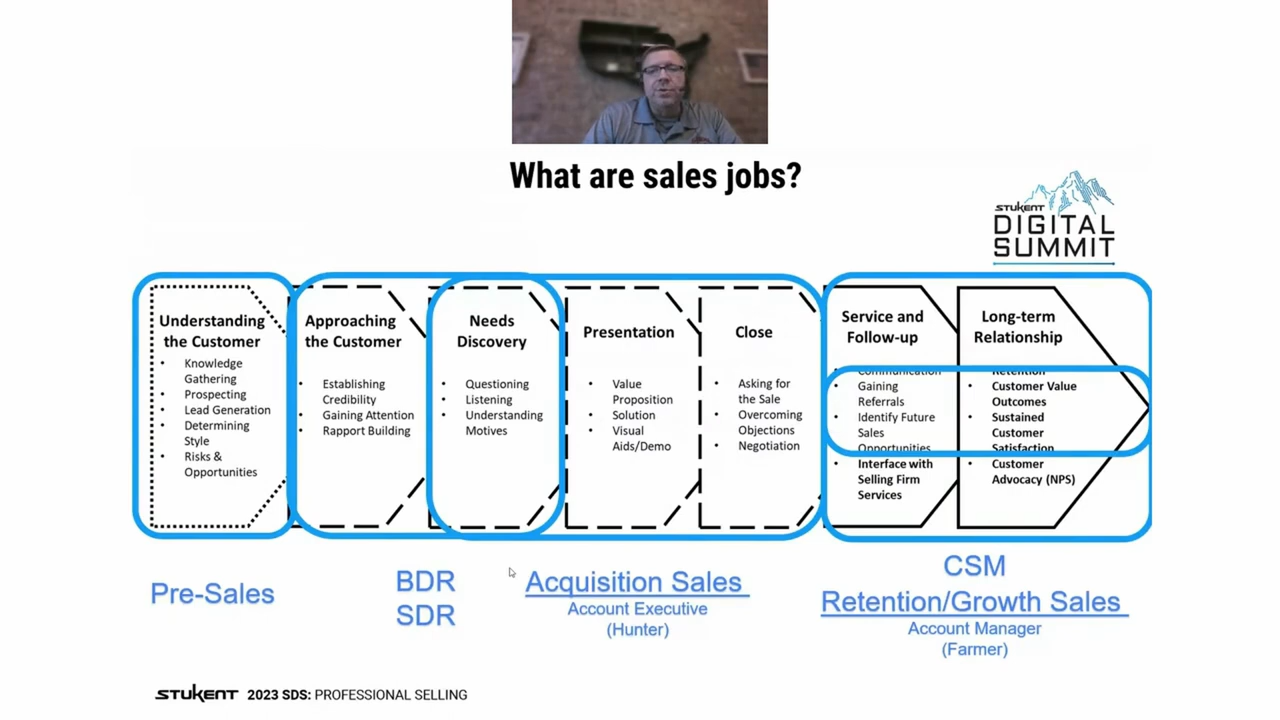 What are sales jobs?
STUKENT
DIGITAL
SUMMIT
Understanding
the Customer
• Knowledge
Gathering
• Prospecting
• Lead Generation
• Determining
Style
• Risks &
Opportunities
Approaching
the Customer
• Establishing
Credibility
• Gaining Attention
• Rapport Building
Needs
Discovery
• Questioning
• Listening
• Understanding
Motives
Presentation
• Value
Proposition
• Solution
• Visual
Aids/Demo
Close
• Asking for
the Sale
• Overcoming
Objections
• Negotiation
Service and
Follow-up
• Communication
• Gaining
Referrals
• Identify Future
Sales
Opportunities
• Interface with
Selling Firm
Services
Long-term
Relationship
• Retention
• Customer Value
Outcomes
• Sustained
Customer
Satisfaction
• Customer
Advocacy (NPS)
Pre-Sales
BDR
SDR
Acquisition Sales
Account Executive
(Hunter)
CSM
Retention/Growth Sales
Account Manager
(Farmer)
STUKENT 2023 SDS: PROFESSIONAL SELLING